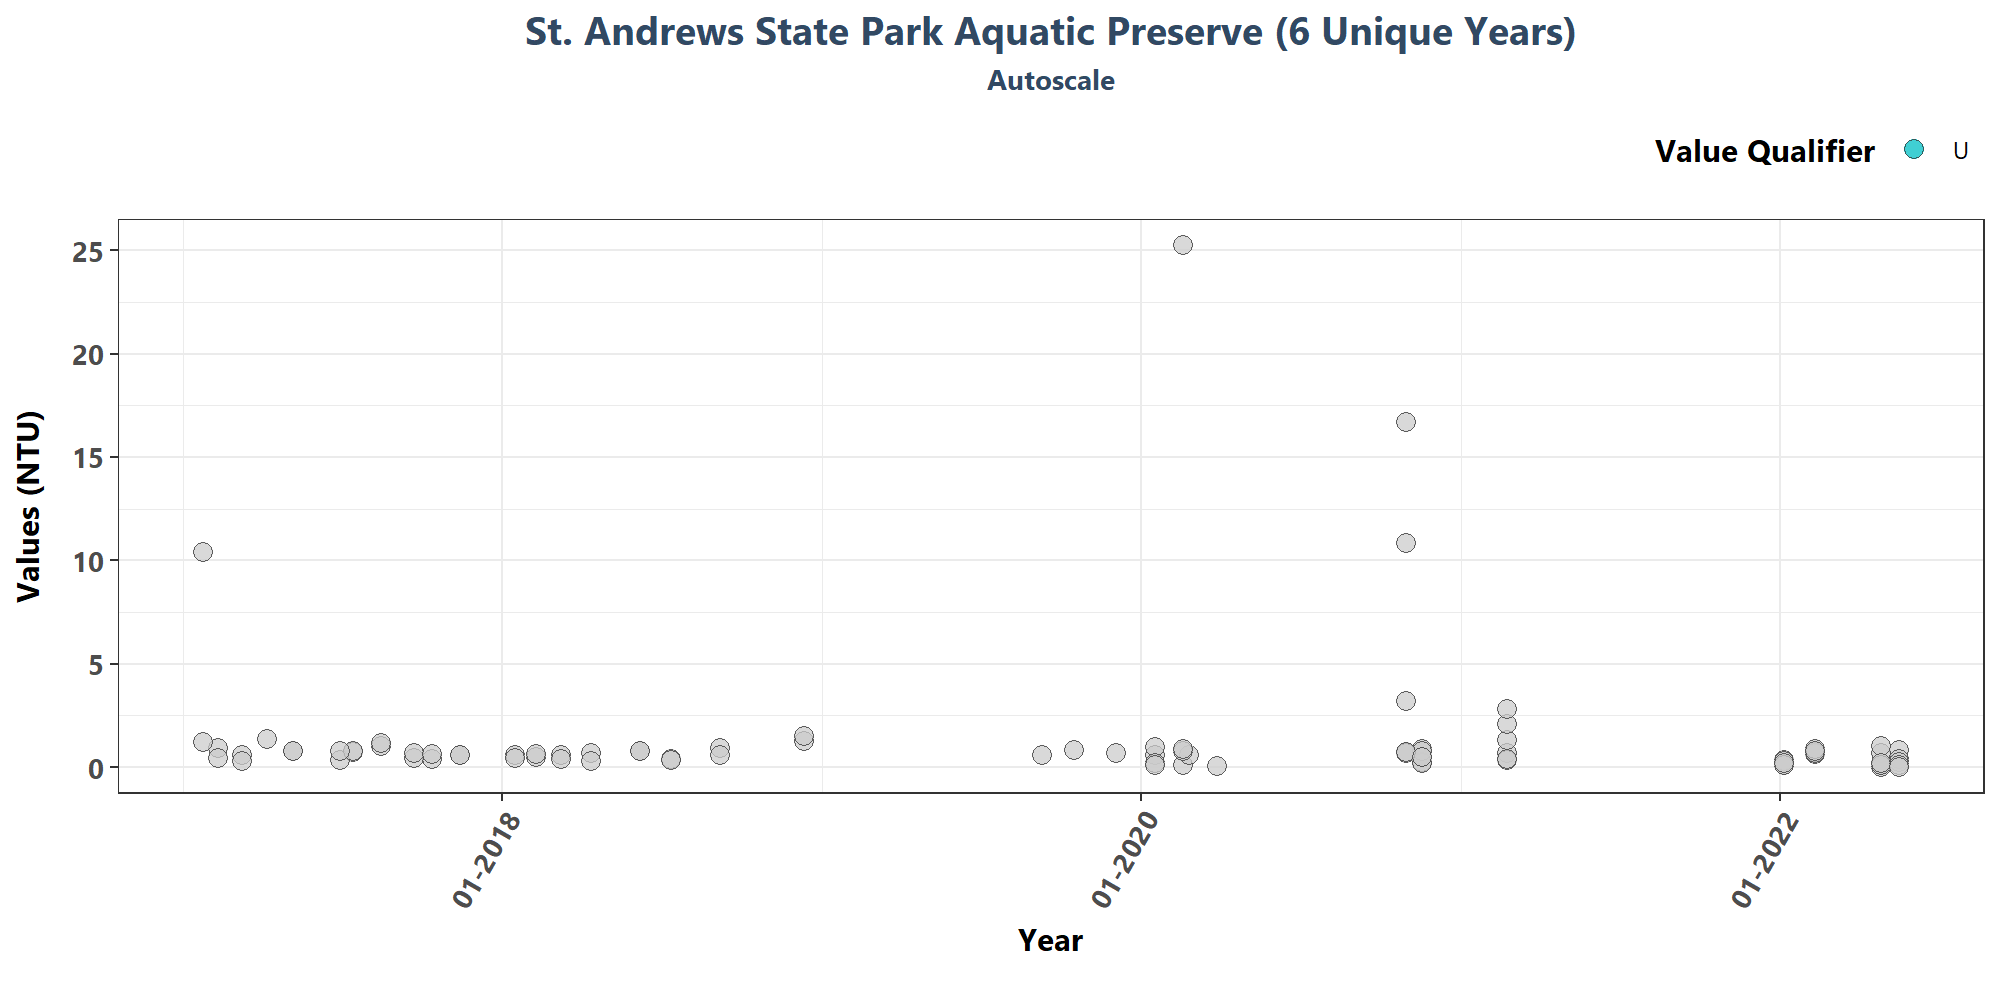 St. Andrews State Park Aquatic Preserve (6 Unique Years)
Autoscale
Value Qualifier U
25
20
15
10
5
0
Values (NTU)
01-2018
01-2020
01-2022
Year